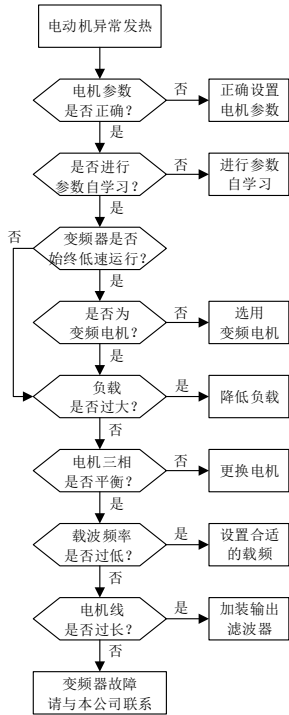 电动机异常发热
电机参数
是否正确？
否
正确设置
电机参数
是
是否进行
参数自学习？
否
进行参数
自学习
是
否
变频器是否
始终低速运行？
是
是否为
变频电机？
否
选用
变频电机
是
负载
是否过大？
是
降低负载
否
电机三相
是否平衡？
否
更换电机
是
载波频率
是否过低？
是
设置合适
的载频
否
电机线
是否过长？
是
加装输出
滤波器
否
变频器故障
请与本公司联系